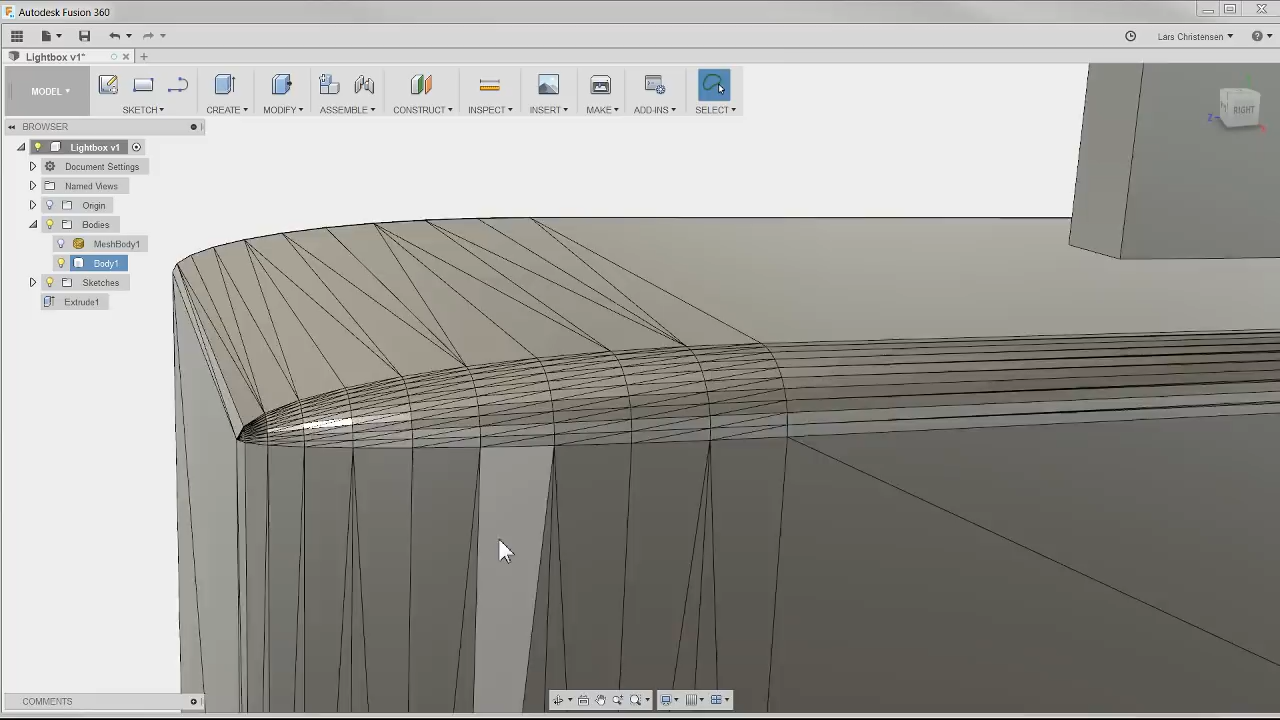 Autodesk Fusion 360
Lars Christensen
Lightbox v1*
MODEL
SKETCH
CREATE
MODIFY
ASSEMBLE
CONSTRUCT
INSPECT
INSERT
MAKE
ADD-INS
SELECT
BROWSER
Z
RIGHT
Lightbox v1
Document Settings
Named Views
Origin
Bodies
MeshBody1
Body1
Sketches
Extrude1
COMMENTS